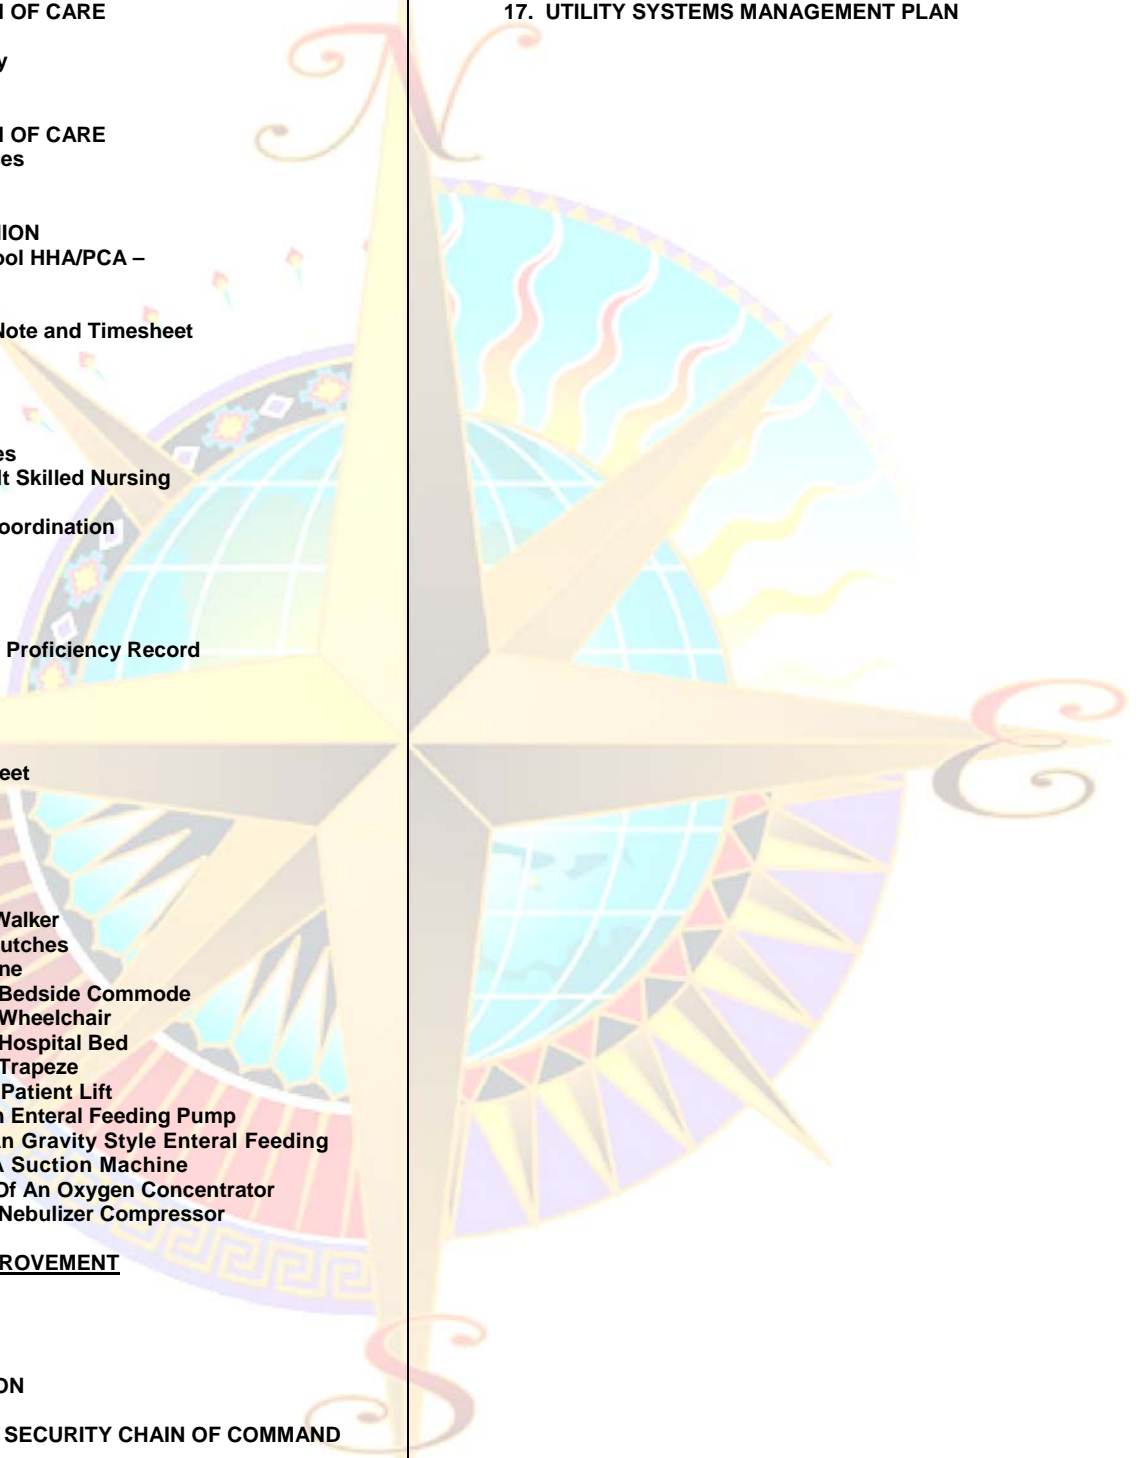 OF CARE
y
OF CARE
es
ION
ool HHA/PCA –
Note and Timesheet
es
lt Skilled Nursing
oordination
Proficiency Record
eet
Walker
utches
ne
Bedside Commode
Wheelchair
Hospital Bed
Trapeze
Patient Lift
n Enteral Feeding Pump
An Gravity Style Enteral Feeding
A Suction Machine
Of An Oxygen Concentrator
Nebulizer Compressor
PROVEMENT
ON
SECURITY CHAIN OF COMMAND
17. UTILITY SYSTEMS MANAGEMENT PLAN
N
E
S